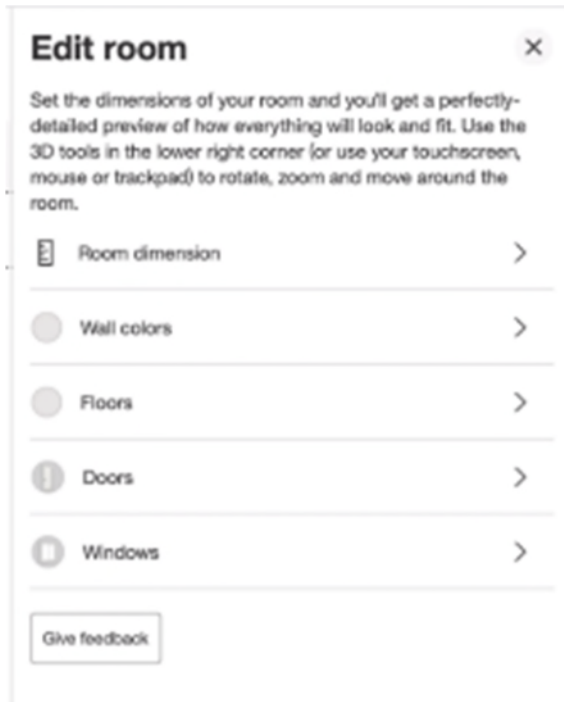 Edit room
Set the dimensions of your room and you'll get a perfectly-
detailed preview of how everything will look and fit. Use the
3D tools in the lower right corner (or use your touchscreen,
mouse or trackpad) to rotate, zoom and move around the
room.
Room dimension
Wall colors
Floors
Doors
Windows
Give feedback